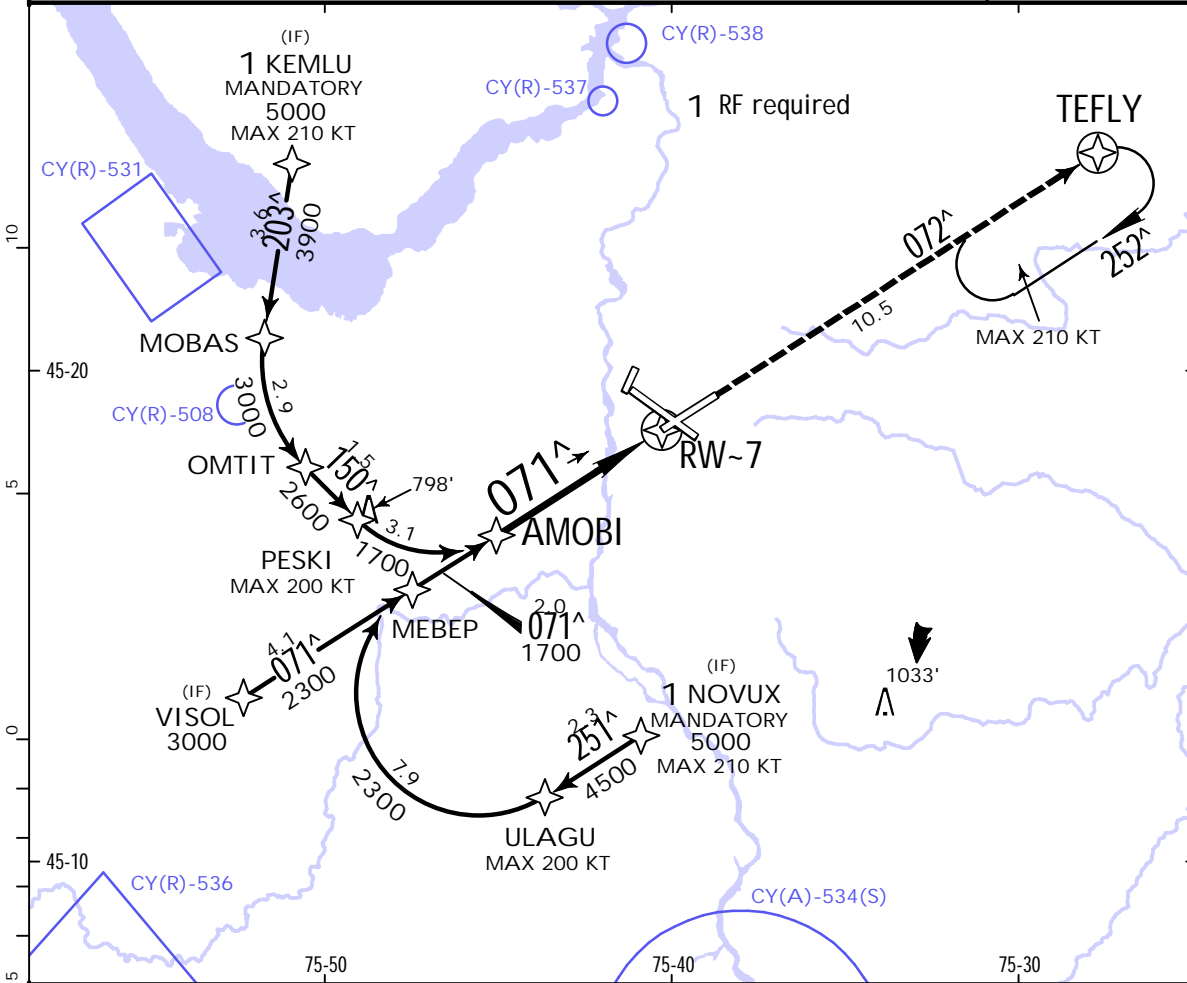 (IF)
1 KEMLU
MANDATORY
5000
MAX 210 KT
CY(R)-538
CY(R)-537
1 RF required
TEFLY
CY(R)-531
3.6
203^
3900
10
072^
252^
10.5
MAX 210 KT
MOBAS
45-20
3000
2.9
CY(R)-508
RW~7
OMTIT
1.5
150^
2600
798'
071^
5
3.1
1700
AMOBI
PESKI
MAX 200 KT
MEBEP
2.0
071^
1700
4.1
071^
2300
(IF)
VISOL
3000
(IF)
1 NOVUX
MANDATORY
5000
MAX 210 KT
1033'
0
2.3
251^
4500
7.9
2300
ULAGU
MAX 200 KT
45-10
CY(R)-536
CY(A)-534(S)
5
75-50
75-40
75-30